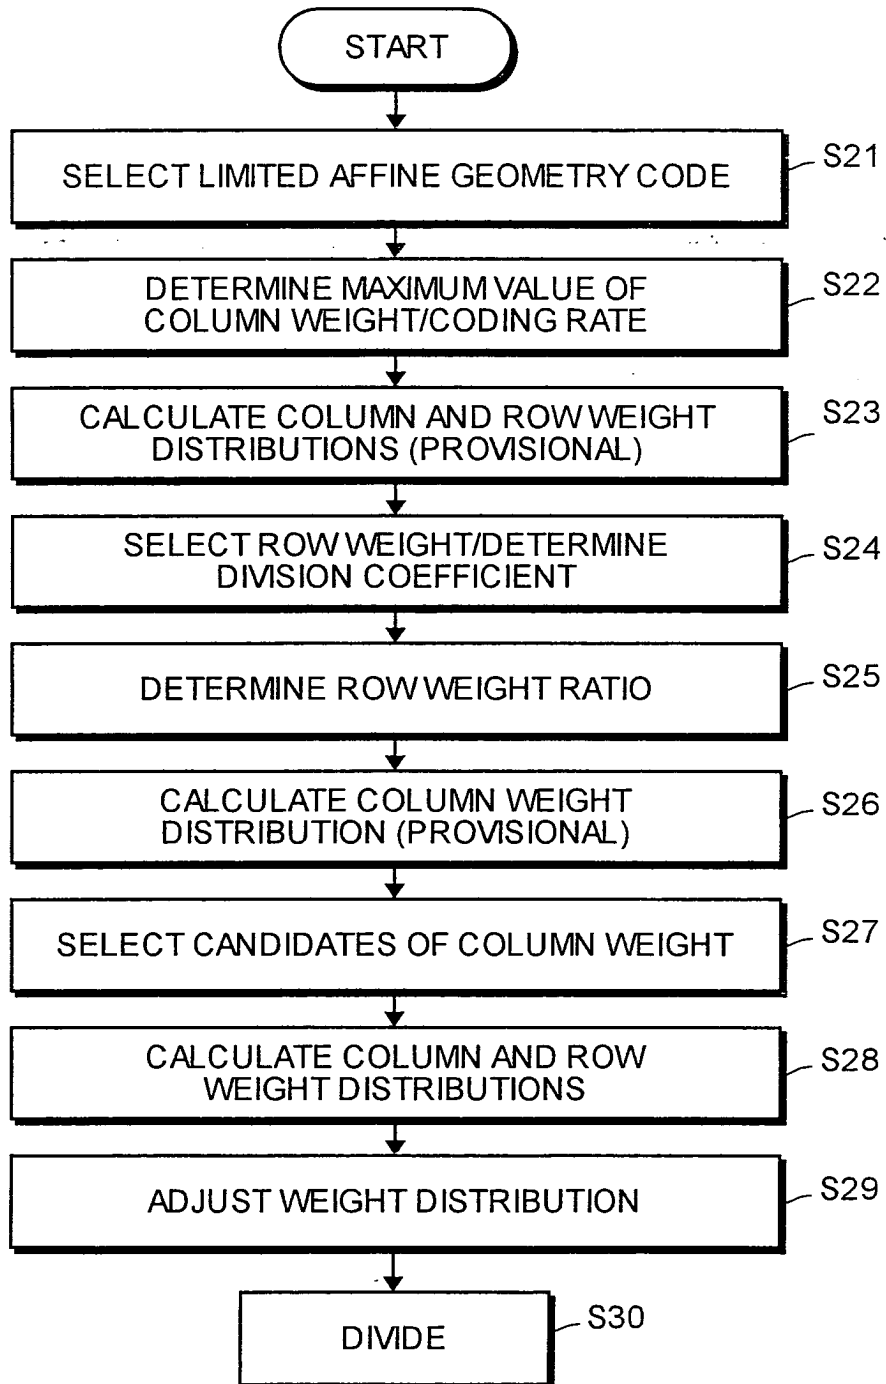 START
SELECT LIMITED AFFINE GEOMETRY CODE
S21
DETERMINE MAXIMUM VALUE OF
COLUMN WEIGHT/CODING RATE
S22
CALCULATE COLUMN AND ROW WEIGHT
DISTRIBUTIONS (PROVISIONAL)
S23
SELECT ROW WEIGHT/DETERMINE
DIVISION COEFFICIENT
S24
DETERMINE ROW WEIGHT RATIO
S25
CALCULATE COLUMN WEIGHT
DISTRIBUTION (PROVISIONAL)
S26
SELECT CANDIDATES OF COLUMN WEIGHT
S27
CALCULATE COLUMN AND ROW
WEIGHT DISTRIBUTIONS
S28
ADJUST WEIGHT DISTRIBUTION
S29
DIVIDE
S30